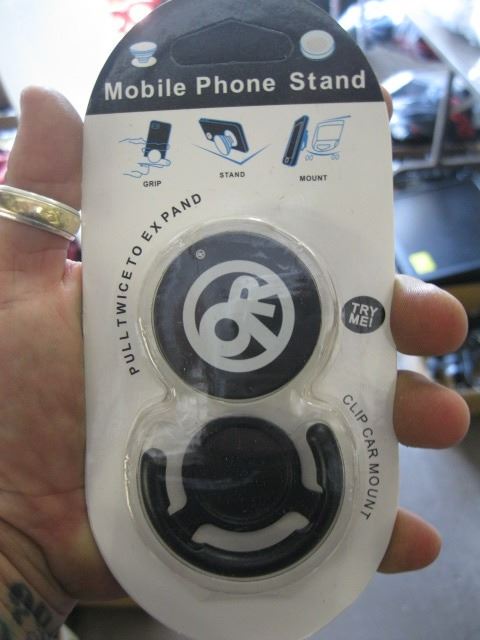 Mobile Phone Stand
GRIP
STAND
MOUNT
PULL TWICE TO EXPAND
®
TRY
ME!
CLIP CAR MOUNT